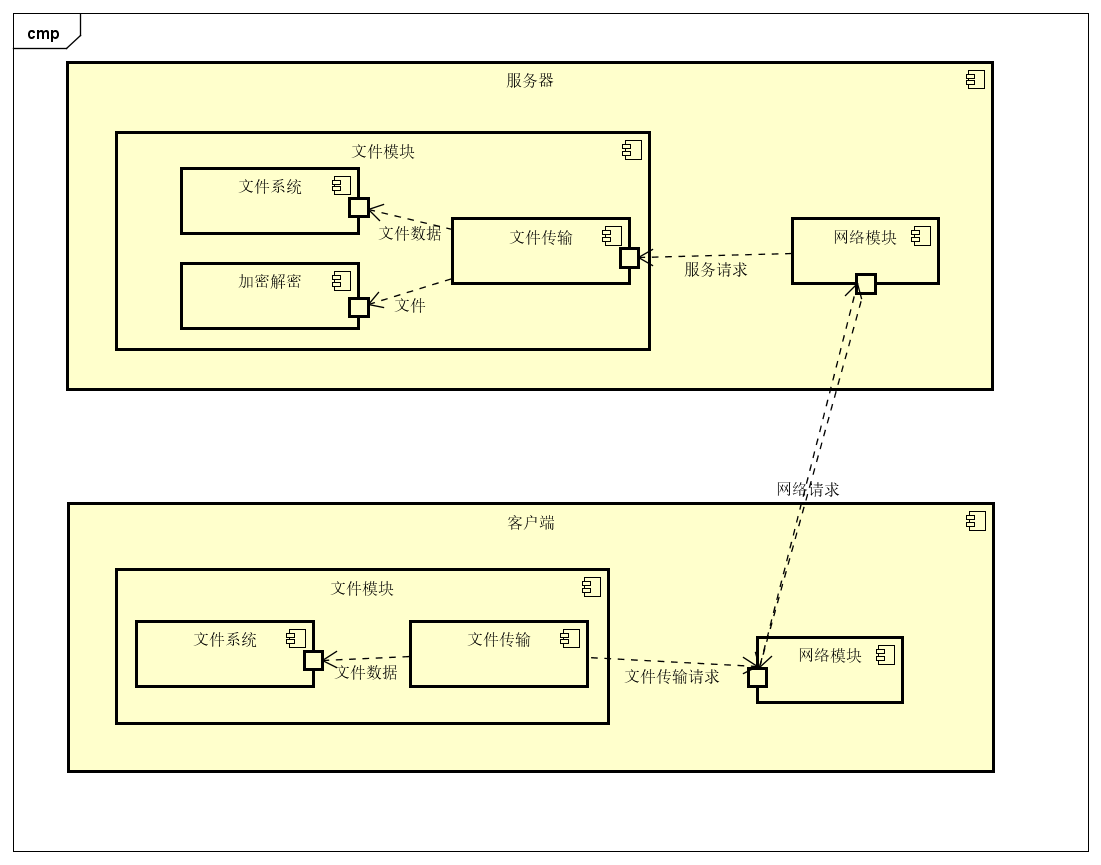 cmp
服务器
文件模块
文件系统
文件数据
文件传输
网络模块
服务请求
加密解密
文件
网络请求
客户端
文件模块
文件系统
文件传输
网络模块
文件数据
文件传输请求